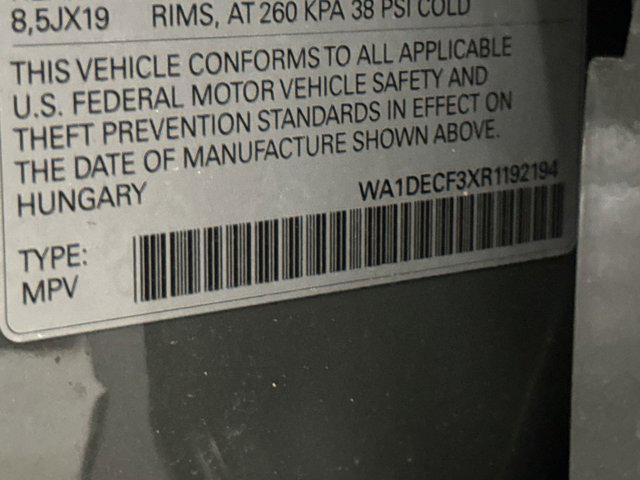 8,5JX19 RIMS, AT 260 KPA 38 PSI COLD
THIS VEHICLE CONFORMS TO ALL APPLICABLE
U.S. FEDERAL MOTOR VEHICLE SAFETY AND
THEFT PREVENTION STANDARDS IN EFFECT ON
THE DATE OF MANUFACTURE SHOWN ABOVE.
HUNGARY WA1DECF3XR1192194
TYPE:
MPV